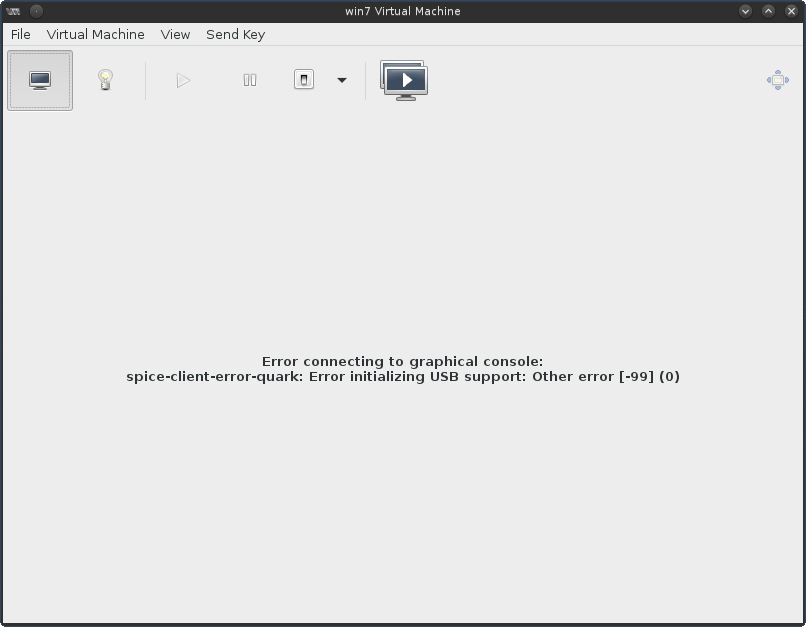 win7 Virtual Machine
File Virtual Machine View Send Key
Error connecting to graphical console:
spice-client-error-quark: Error initializing USB support: Other error [-99] (0)